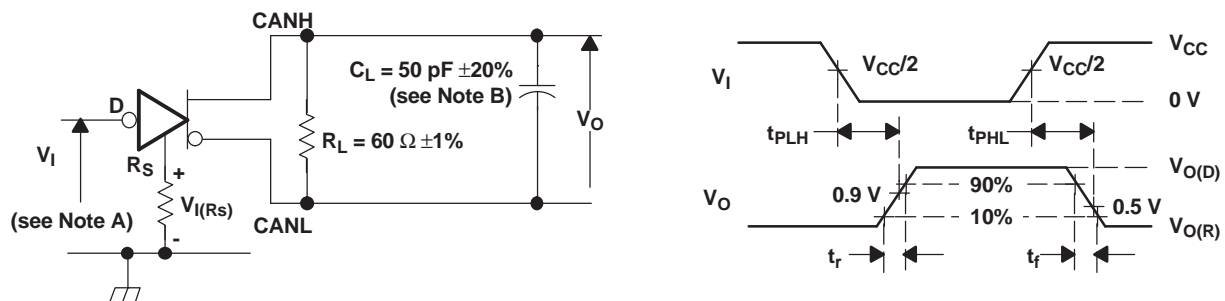 CANH
C_L = 50 pF ±20%
(see Note B)
D
V_O
V_I
R_L = 60 Ω ±1%
R_S
+
V_I(Rs)
(see Note A)
-
CANL
V_CC
V_I
V_CC/2
V_CC/2
0 V
t_PLH
t_PHL
V_O(D)
90%
0.9 V
V_O
0.5 V
10%
V_O(R)
t_r
t_f